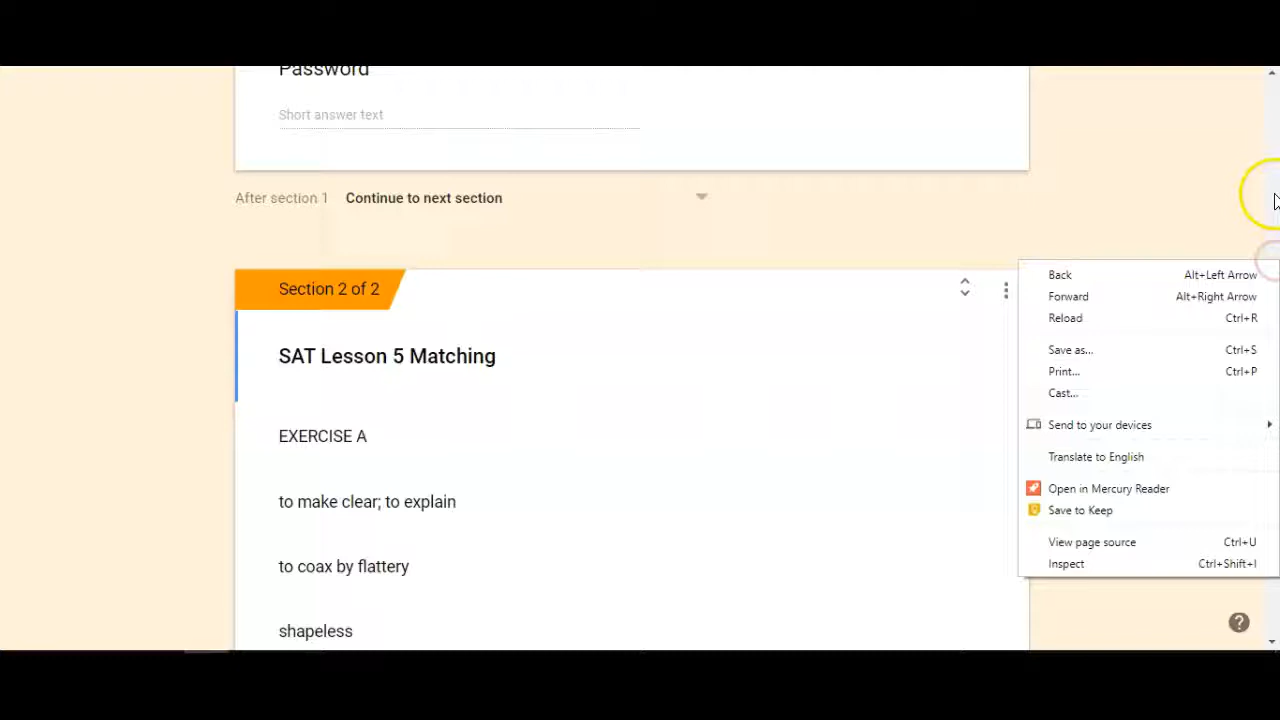 Password
Short answer text
After section 1 Continue to next section
Section 2 of 2
SAT Lesson 5 Matching
EXERCISE A
to make clear; to explain
to coax by flattery
shapeless
Back Alt+Left Arrow
Forward Alt+Right Arrow
Reload Ctrl+R
Save as... Ctrl+S
Print... Ctrl+P
Cast...
Send to your devices
Translate to English
Open in Mercury Reader
Save to Keep
View page source Ctrl+U
Inspect Ctrl+Shift+I